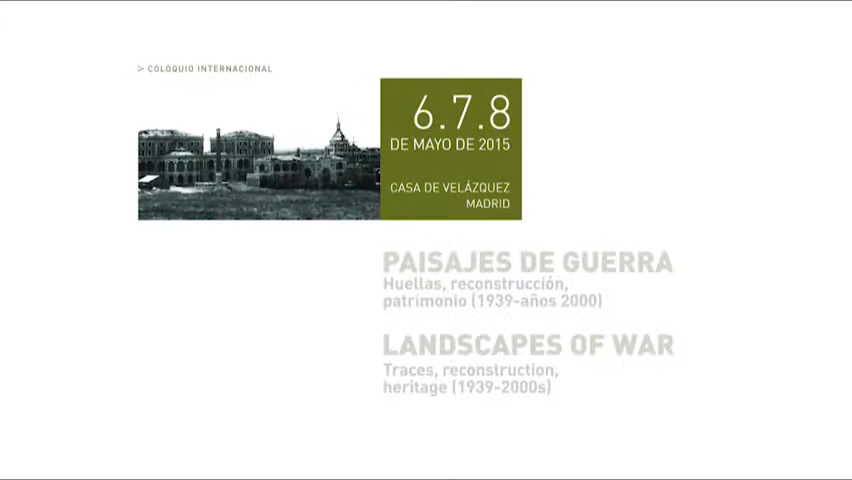 > COLOQUIO INTERNACIONAL
6.7.8
DE MAYO DE 2015
CASA DE VELÁZQUEZ
MADRID
PAISAJES DE GUERRA
Huellas, reconstrucción,
patrimonio (1939-años 2000)
LANDSCAPES OF WAR
Traces, reconstruction,
heritage (1939-2000s)